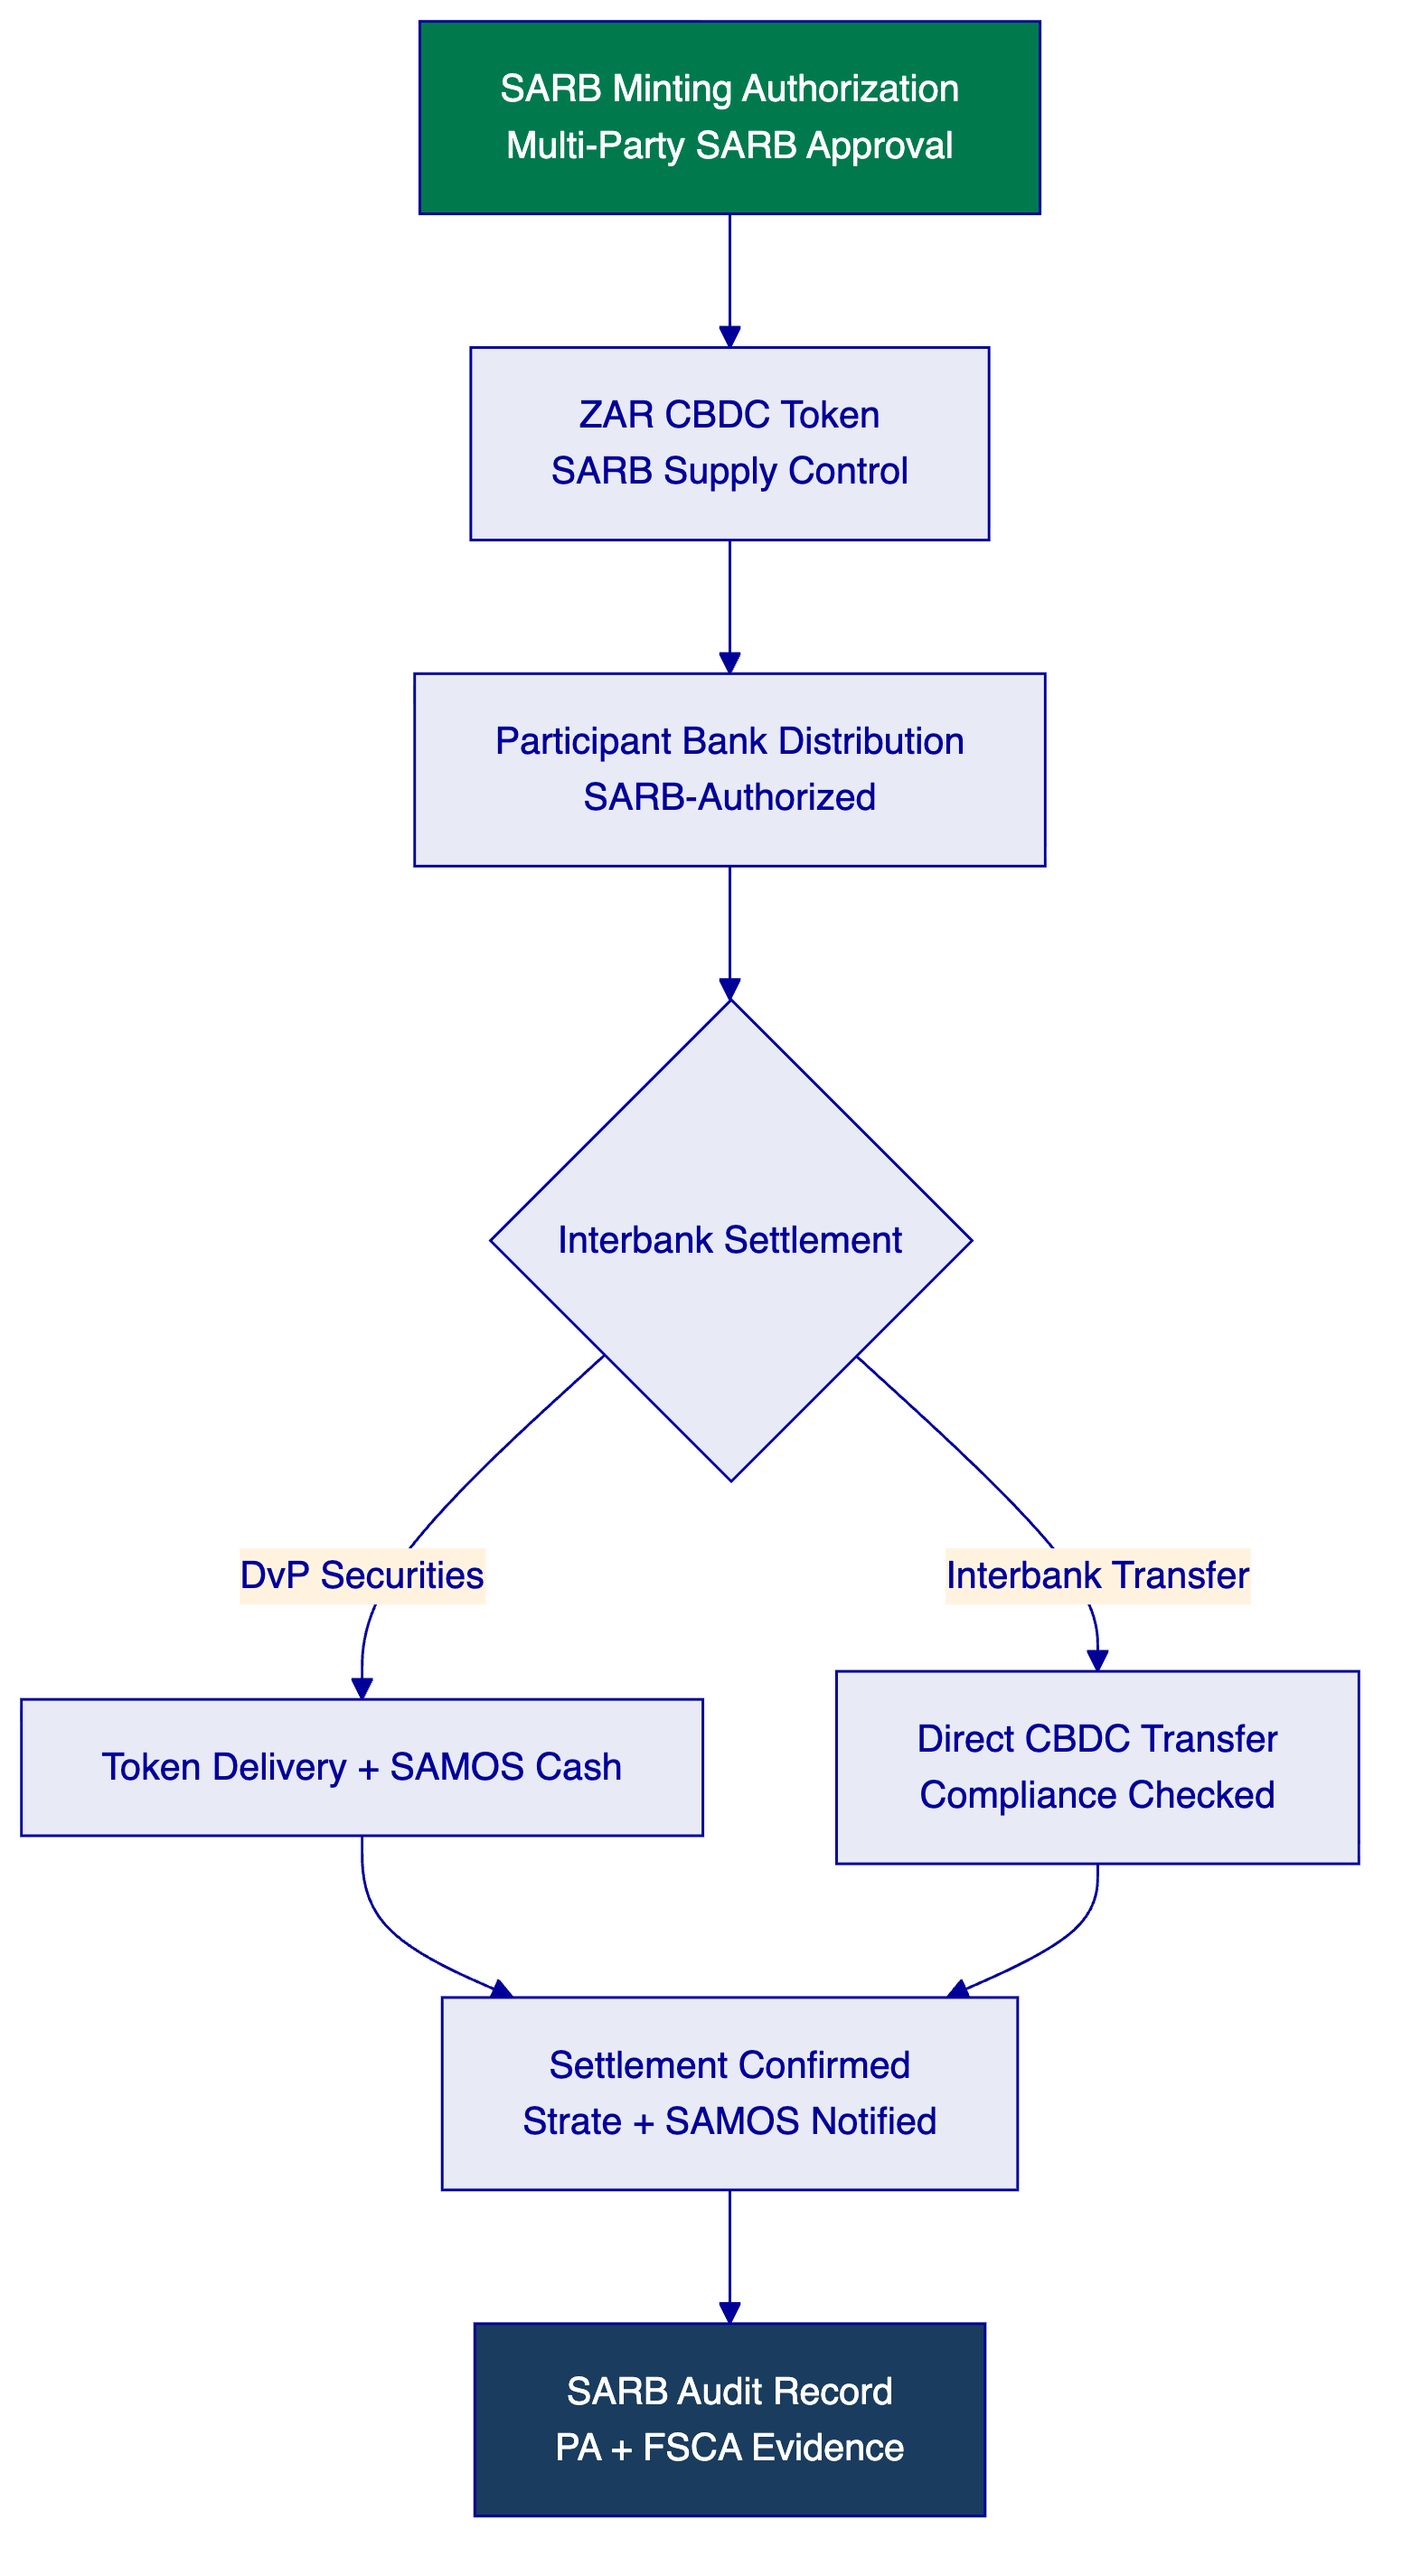 SARB Minting Authorization
Multi-Party SARB Approval
ZAR CBDC Token
SARB Supply Control
Participant Bank Distribution
SARB-Authorized
Interbank Settlement
DvP Securities
Interbank Transfer
Token Delivery + SAMOS Cash
Direct CBDC Transfer
Compliance Checked
Settlement Confirmed
Strate + SAMOS Notified
SARB Audit Record
PA + FSCA Evidence